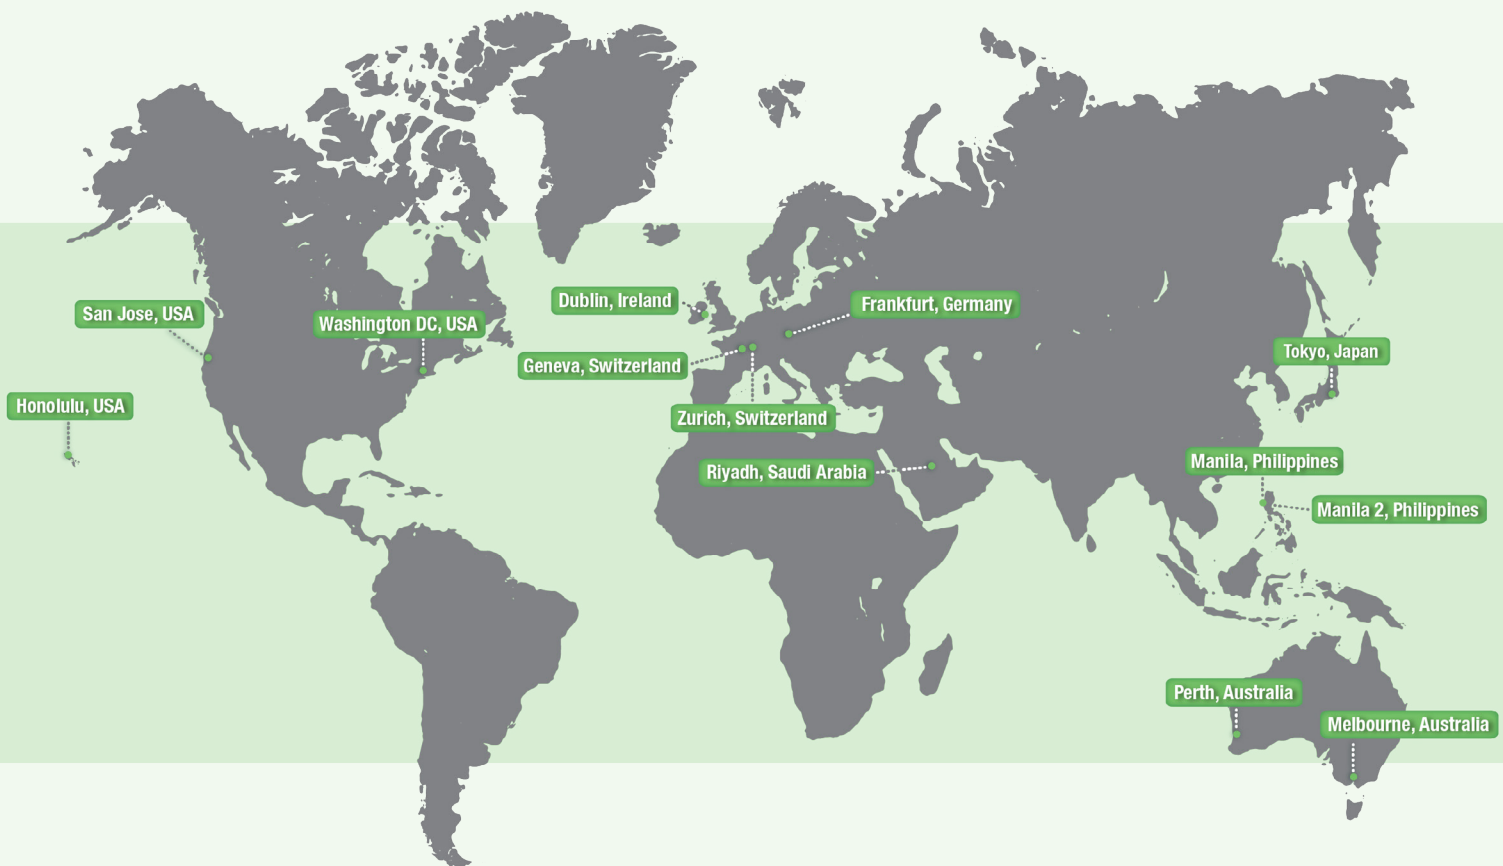 Dublin, Ireland
Frankfurt, Germany
San Jose, USA
Washington DC, USA
Tokyo, Japan
Geneva, Switzerland
Honolulu, USA
Zurich, Switzerland
Manila, Philippines
Riyadh, Saudi Arabia
Manila 2, Philippines
Perth, Australia
Melbourne, Australia